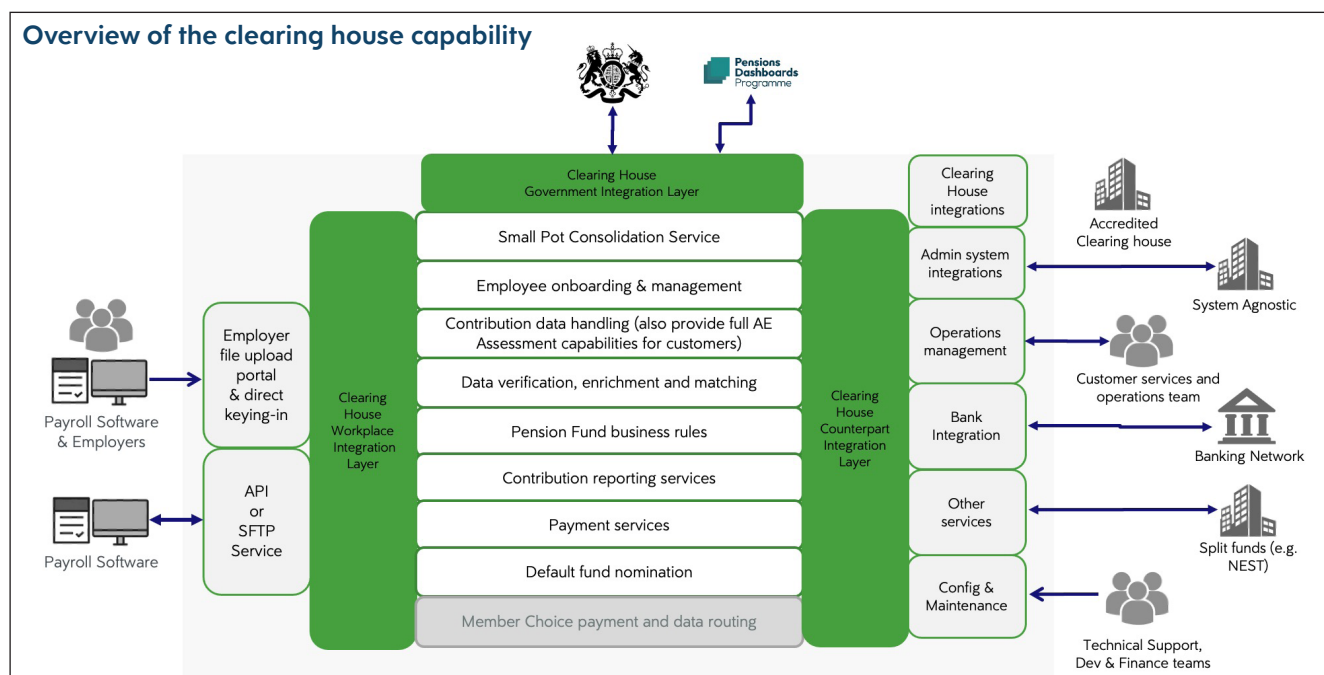 Overview of the clearing house capability
Pensions
Dashboards
Programme
Clearing House
Government Integration Layer
Small Pot Consolidation Service
Employee onboarding & management
Contribution data handling (also provide full AE
Assessment capabilities for customers)
Data verification, enrichment and matching
Pension Fund business rules
Contribution reporting services
Payment services
Default fund nomination
Member Choice payment and data routing
Payroll Software
& Employers
Payroll Software
Employer
file upload
portal
& direct
keying-in
API
or
SFTP
Service
Clearing
House
Workplace
Integration
Layer
Clearing
House
Counterpart
Integration
Layer
Clearing
House
integrations
Admin system
integrations
Operations
management
Bank
Integration
Other
services
Config &
Maintenance
Accredited
Clearing house
System Agnostic
Customer services and
operations team
Banking Network
Split funds (e.g.
NEST)
Technical Support,
Dev & Finance teams